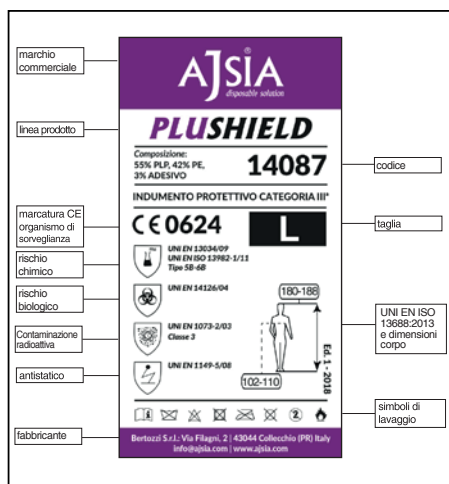 marchio
commerciale
AJSIA
disposable solution
linea prodotto
PLUSHIELD
Composizione:
55% PLP, 42% PE,
3% ADESIVO
14087
codice
INDUMENTO PROTETTIVO CATEGORIA III*
marcatura CE
organismo di
sorveglianza
CE 0624
L
taglia
rischio
chimico
UNI EN 13034/09
UNI EN ISO 13982-1/11
Tipo 5B-6B
rischio
biologico
UNI EN 14126/04
180-188
UNI EN ISO
13688:2013
e dimensioni
corpo
Contaminazione
radioattiva
UNI EN 1073-2/03
Classe 3
antistatico
UNI EN 1149-5/08
102-110
Ed. 1 - 2018
2
simboli di
lavaggio
fabbricante
Bertozzi S.r.l.: Via Filagni, 2 | 43044 Collecchio (PR) Italy
info@ajsia.com | www.ajsia.com